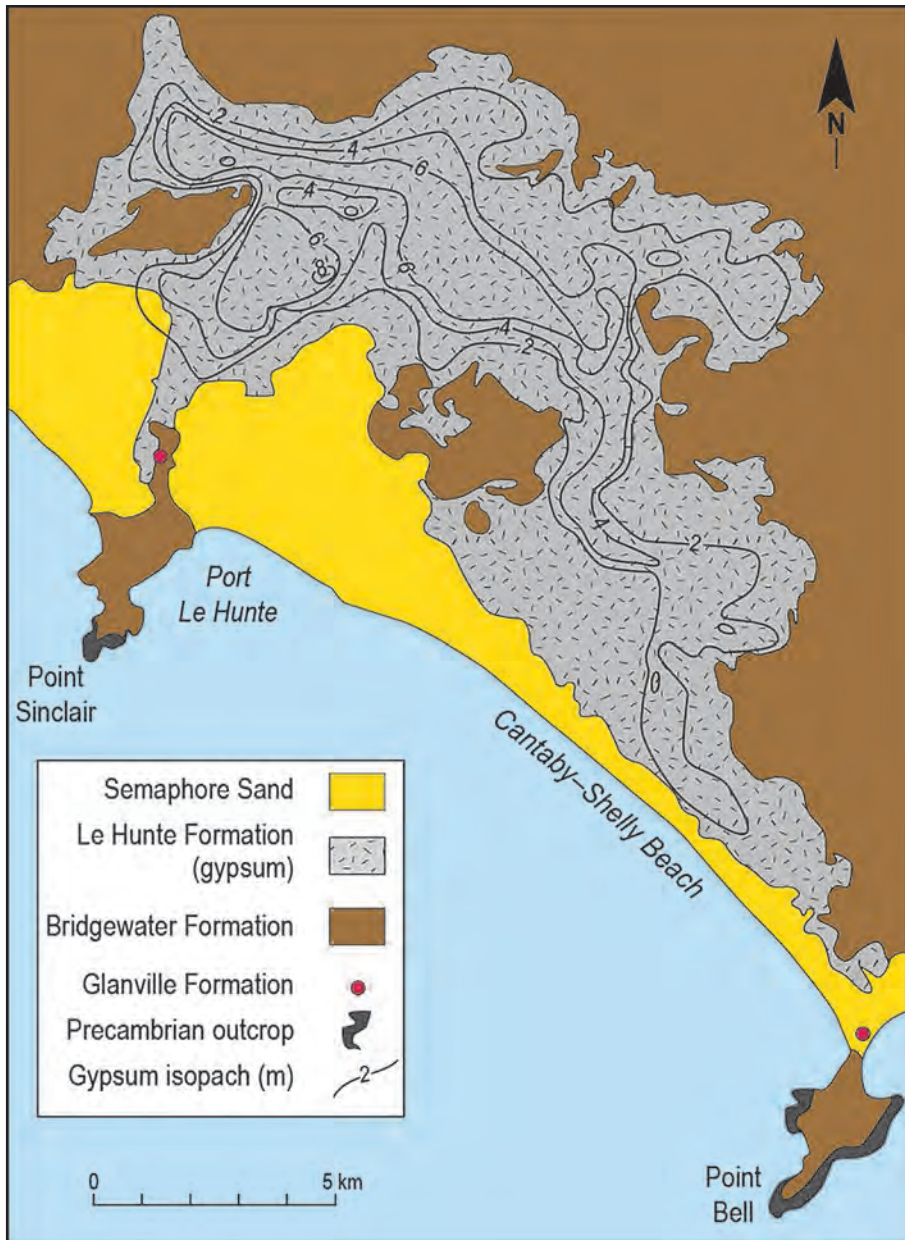 N
2
4
6
4
6
8
6
4
2
4
2
0
Port
Le Hunte
Point
Sinclair
Cantaby–Shelly Beach
Semaphore Sand
Le Hunte Formation
(gypsum)
Bridgewater Formation
Glanville Formation
Precambrian outcrop
Gypsum isopach (m)
2
0
5 km
Point
Bell